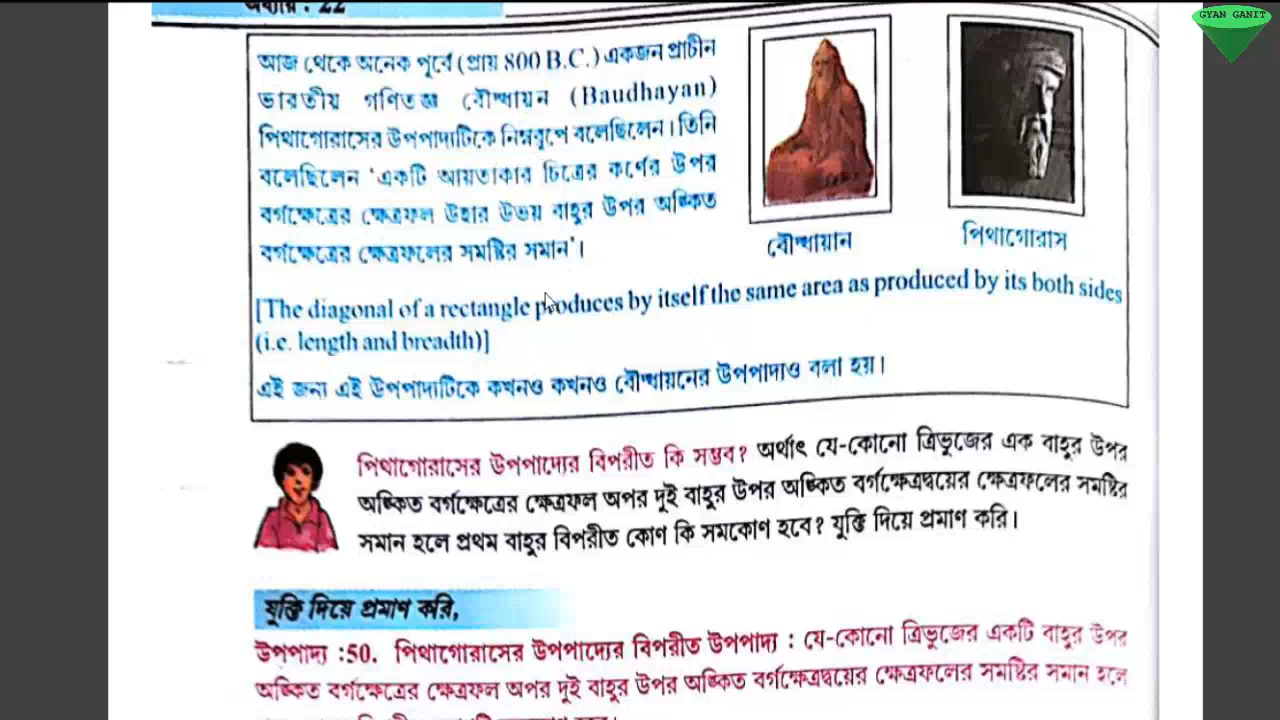 GYAN GANIT
অধ্যায় : 22
আজ থেকে অনেক পূর্বে (প্রায় 800 B.C.) একজন প্রাচীন
ভারতীয় গণিতজ্ঞ বৌধায়ন (Baudhayan)
পিথাগোরাসের উপপাদ্যটিকে নিম্নরূপে বলেছিলেন। তিনি
বলেছিলেন ‘একটি আয়তাকার চিত্রের কর্ণের উপর
বর্গক্ষেত্রের ক্ষেত্রফল উহার উভয় বাহুর উপর অঙ্কিত
বর্গক্ষেত্রের ক্ষেত্রফলের সমষ্টির সমান’।
বৌধায়ান
পিথাগোরাস
[The diagonal of a rectangle produces by itself the same area as produced by its both sides
(i.e. length and breadth)]
এই জন্য এই উপপাদ্যটিকে কখনও কখনও বৌধায়নের উপপাদ্যও বলা হয়।
পিথাগোরাসের উপপাদ্যের বিপরীত কি সম্ভব? অর্থাৎ যে-কোনো ত্রিভুজের এক বাহুর উপর
অঙ্কিত বর্গক্ষেত্রের ক্ষেত্রফল অপর দুই বাহুর উপর অঙ্কিত বর্গক্ষেত্রদ্বয়ের ক্ষেত্রফলের সমষ্টির
সমান হলে প্রথম বাহুর বিপরীত কোণ কি সমকোণ হবে? যুক্তি দিয়ে প্রমাণ করি।
যুক্তি দিয়ে প্রমাণ করি,
উপপাদ্য :50. পিথাগোরাসের উপপাদ্যের বিপরীত উপপাদ্য : যে-কোনো ত্রিভুজের একটি বাহুর উপর
অঙ্কিত বর্গক্ষেত্রের ক্ষেত্রফল অপর দুই বাহুর উপর অঙ্কিত বর্গক্ষেত্রদ্বয়ের ক্ষেত্রফলের সমষ্টির সমান হলে